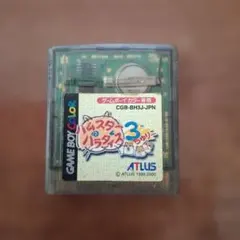 ゲームボーイカラー専用
CGB-BH3J-JPN
ハムスター
パラダイス3
ATLUS
© ATLUS 1999,2000
GAME BOY COLOR